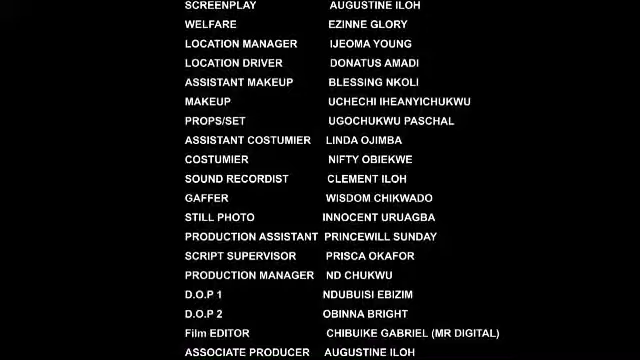 SCREENPLAY AUGUSTINE ILOH
WELFARE EZINNE GLORY
LOCATION MANAGER IJEOMA YOUNG
LOCATION DRIVER DONATUS AMADI
ASSISTANT MAKEUP BLESSING NKOLI
MAKEUP UCHECHI IHEANYICHUKWU
PROPS/SET UGOCHUKWU PASCHAL
ASSISTANT COSTUMIER LINDA OJIMBA
COSTUMIER NIFTY OBIEKWE
SOUND RECORDIST CLEMENT ILOH
GAFFER WISDOM CHIKWADO
STILL PHOTO INNOCENT URUAGBA
PRODUCTION ASSISTANT PRINCEWILL SUNDAY
SCRIPT SUPERVISOR PRISCA OKAFOR
PRODUCTION MANAGER ND CHUKWU
D.O.P 1 NDUBUISI EBIZIM
D.O.P 2 OBINNA BRIGHT
Film EDITOR CHIBUIKE GABRIEL (MR DIGITAL)
ASSOCIATE PRODUCER AUGUSTINE ILOH